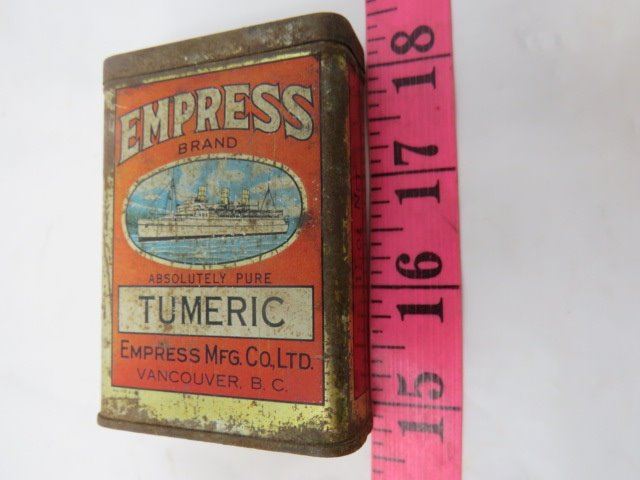 EMPRESS
BRAND
ABSOLUTELY PURE
TUMERIC
EMPRESS MFG. CO., LTD.
VANCOUVER, B. C.
18
17
16
15